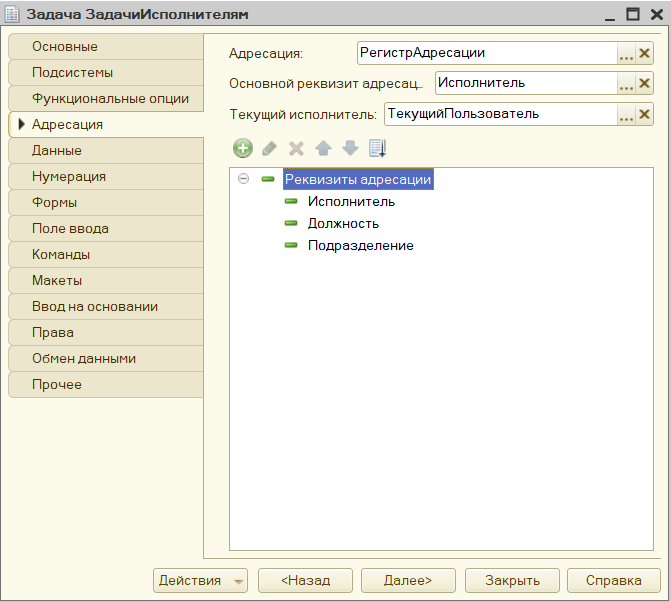 Задача ЗадачиИсполнителям
Основные
Подсистемы
Функциональные опции
Адресация
Данные
Нумерация
Формы
Поле ввода
Команды
Макеты
Ввод на основании
Права
Обмен данными
Прочее
Адресация: РегистрАдресации ...
Основной реквизит адресац.. Исполнитель ...
Текущий исполнитель: ТекущийПользователь ...
Реквизиты адресации
Исполнитель
Должность
Подразделение
Действия <Назад Далее> Закрыть Справка